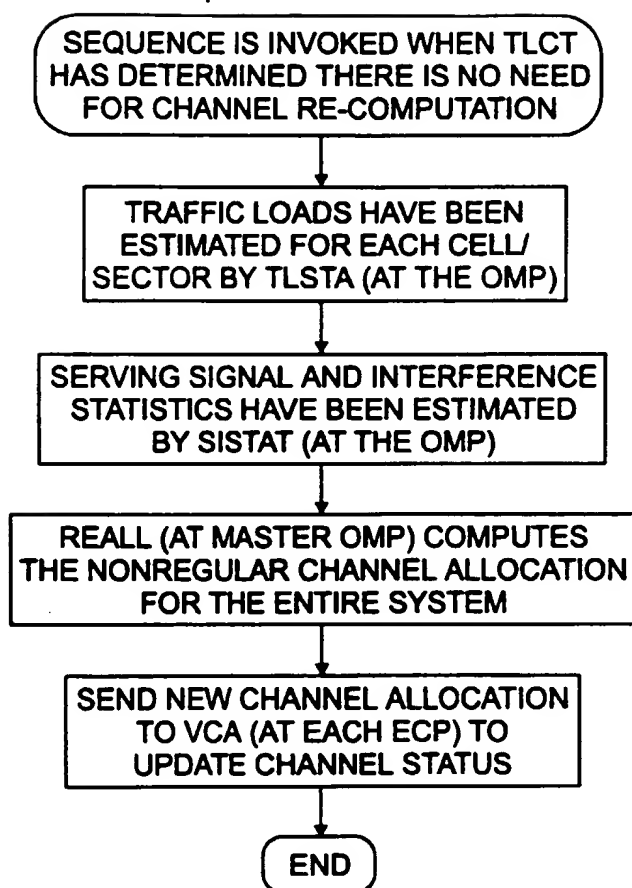 SEQUENCE IS INVOKED WHEN TLCT
HAS DETERMINED THERE IS NO NEED
FOR CHANNEL RE-COMPUTATION
TRAFFIC LOADS HAVE BEEN
ESTIMATED FOR EACH CELL/
SECTOR BY TLSTA (AT THE OMP)
SERVING SIGNAL AND INTERFERENCE
STATISTICS HAVE BEEN ESTIMATED
BY SISTAT (AT THE OMP)
REALL (AT MASTER OMP) COMPUTES
THE NONREGULAR CHANNEL ALLOCATION
FOR THE ENTIRE SYSTEM
SEND NEW CHANNEL ALLOCATION
TO VCA (AT EACH ECP) TO
UPDATE CHANNEL STATUS
END